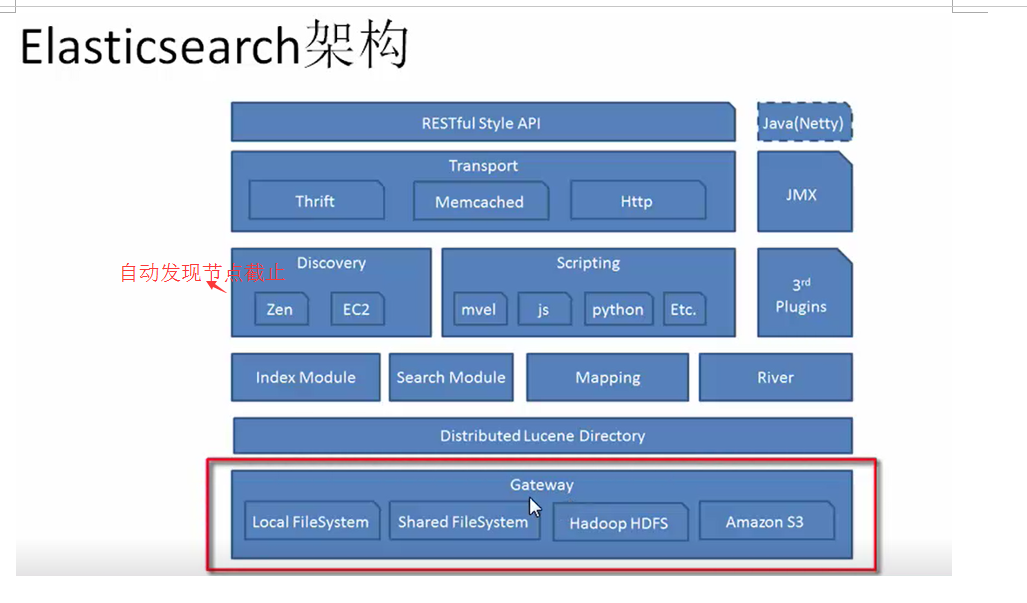 Elasticsearch架构
RESTful Style API
Java(Netty)
Transport
Thrift
Memcached
Http
JMX
自动发现节点截止
Discovery
Zen
EC2
Scripting
mvel
js
python
Etc.
3rd
Plugins
Index Module
Search Module
Mapping
River
Distributed Lucene Directory
Gateway
Local FileSystem
Shared FileSystem
Hadoop HDFS
Amazon S3